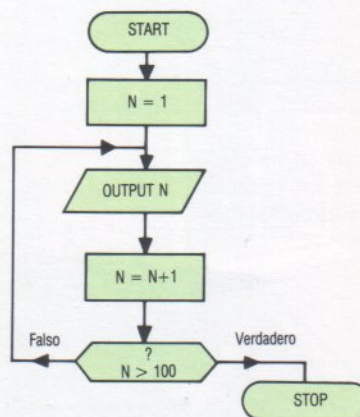 START
N = 1
OUTPUT N
N = N+1
Falso
?
N > 100
Verdadero
STOP